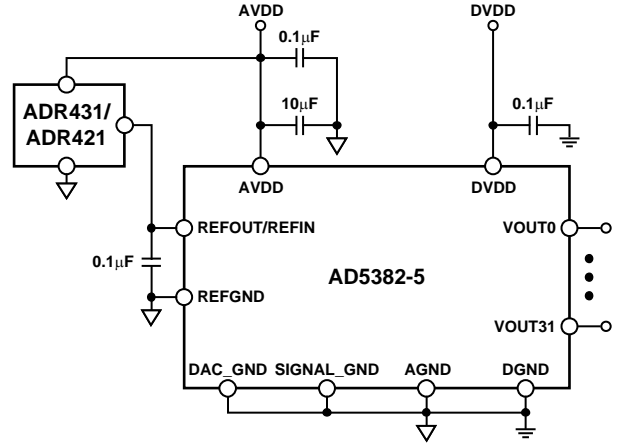 AVDD
DVDD
0.1μF
ADR431/
ADR421
10μF
0.1μF
AVDD
DVDD
REFOUT/REFIN
VOUT0
0.1μF
AD5382-5
REFGND
VOUT31
DAC_GND
SIGNAL_GND
AGND
DGND